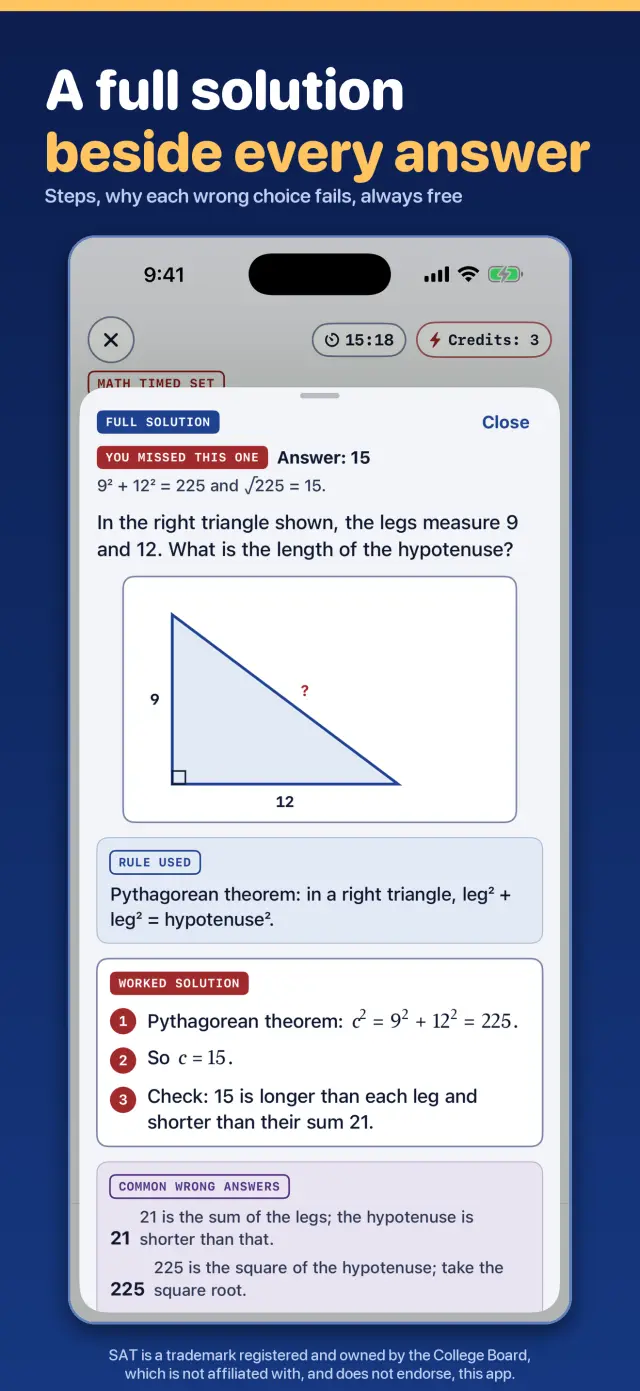 A full solution
beside every answer
Steps, why each wrong choice fails, always free
9:41
15:18
Credits: 3
MATH TIMED SET
FULL SOLUTION
Close
YOU MISSED THIS ONE Answer: 15
9² + 12² = 225 and √225 = 15.
In the right triangle shown, the legs measure 9
and 12. What is the length of the hypotenuse?
?
9
12
RULE USED
Pythagorean theorem: in a right triangle, leg² +
leg² = hypotenuse².
WORKED SOLUTION
1 Pythagorean theorem: c² = 9² + 12² = 225.
2 So c = 15.
3 Check: 15 is longer than each leg and
shorter than their sum 21.
COMMON WRONG ANSWERS
21 is the sum of the legs; the hypotenuse is
21 shorter than that.
225 is the square of the hypotenuse; take the
225 square root.
SAT is a trademark registered and owned by the College Board,
which is not affiliated with, and does not endorse, this app.